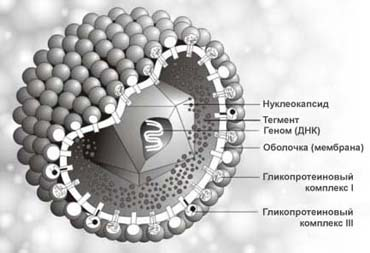 Нуклеокапсид
Тегмент
Геном (ДНК)
Оболочка (мембрана)
Гликопротеиновый
комплекс I
Гликопротеиновый
комплекс III